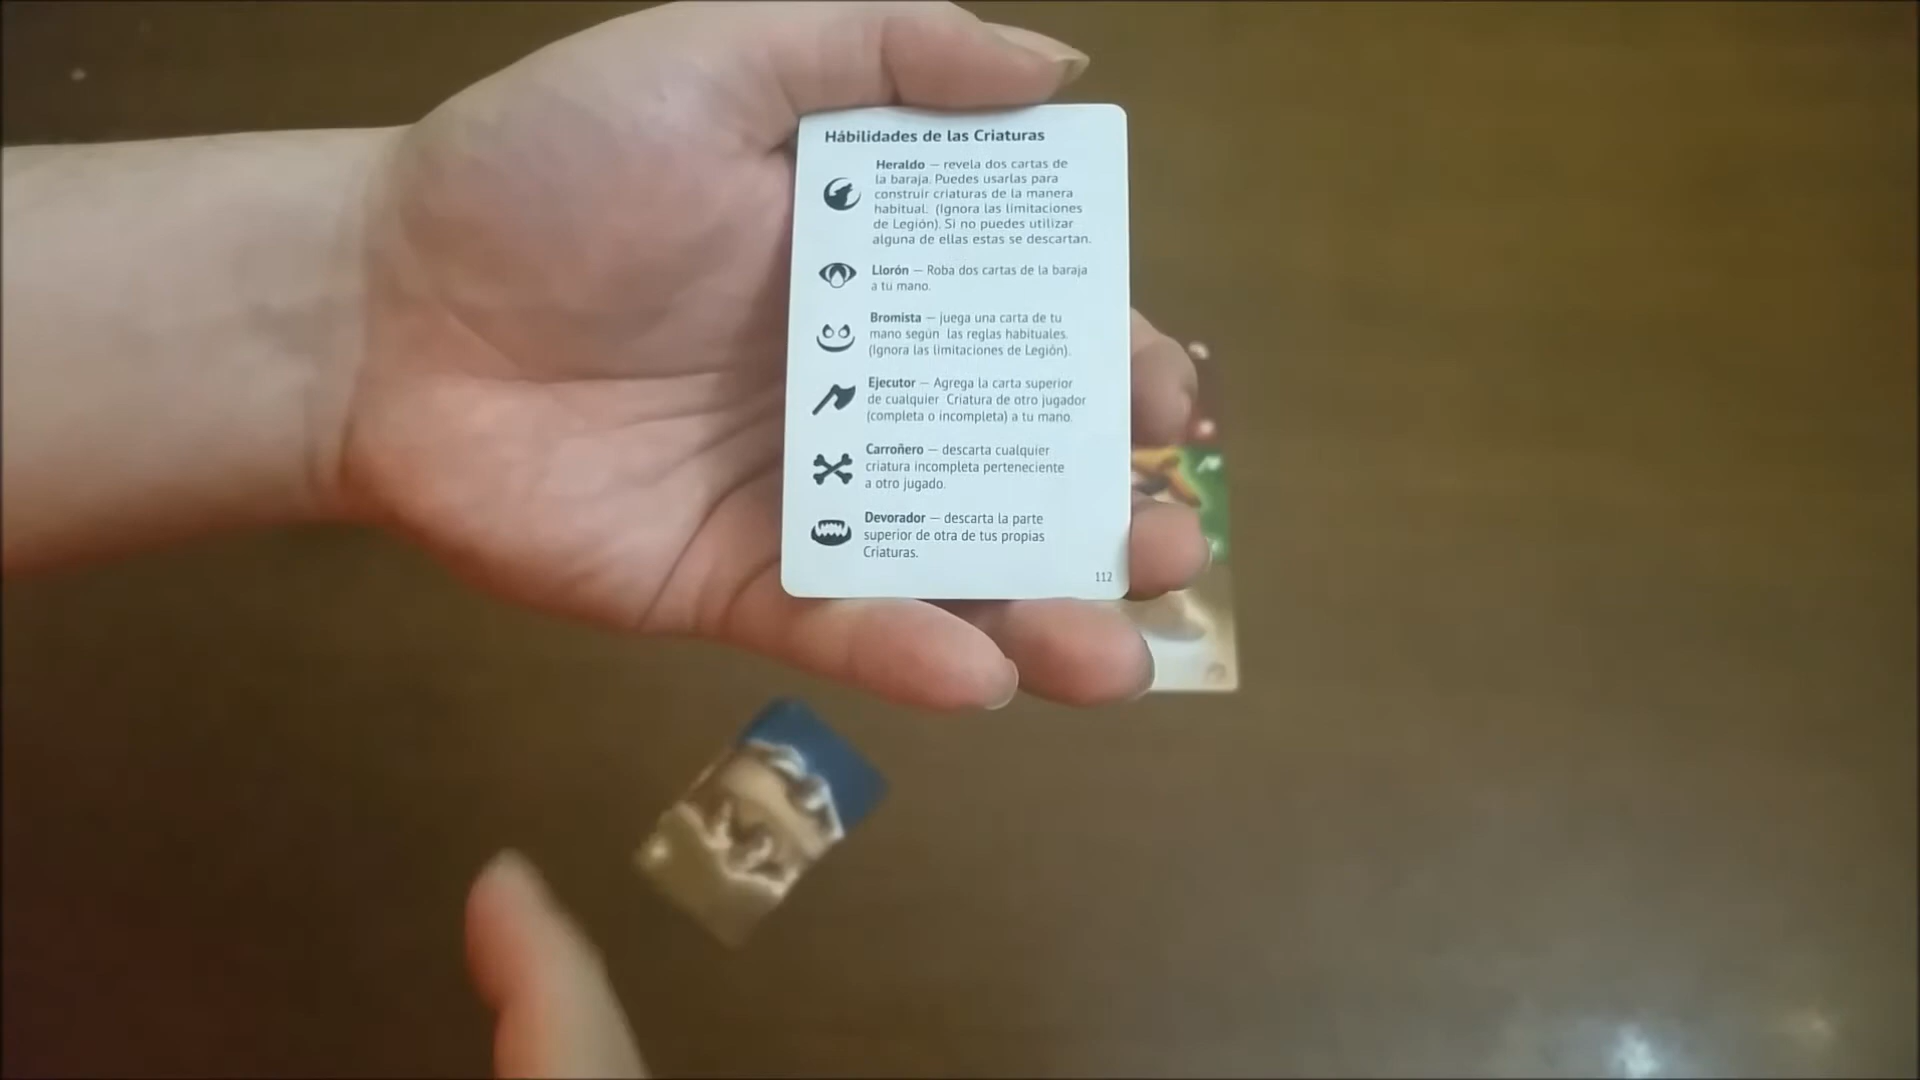 Hábilidades de las Criaturas
Heraldo — revela dos cartas de
la baraja. Puedes usarlas para
construir criaturas de la manera
habitual. (Ignora las limitaciones
de Legión). Si no puedes utilizar
alguna de ellas estas se descartan.
Llorón — Roba dos cartas de la baraja
a tu mano.
Bromista — juega una carta de tu
mano según las reglas habituales.
(Ignora las limitaciones de Legión).
Ejecutor — Agrega la carta superior
de cualquier Criatura de otro jugador
(completa o incompleta) a tu mano.
Carroñero — descarta cualquier
criatura incompleta perteneciente
a otro jugado.
Devorador — descarta la parte
superior de otra de tus propias
Criaturas.
112